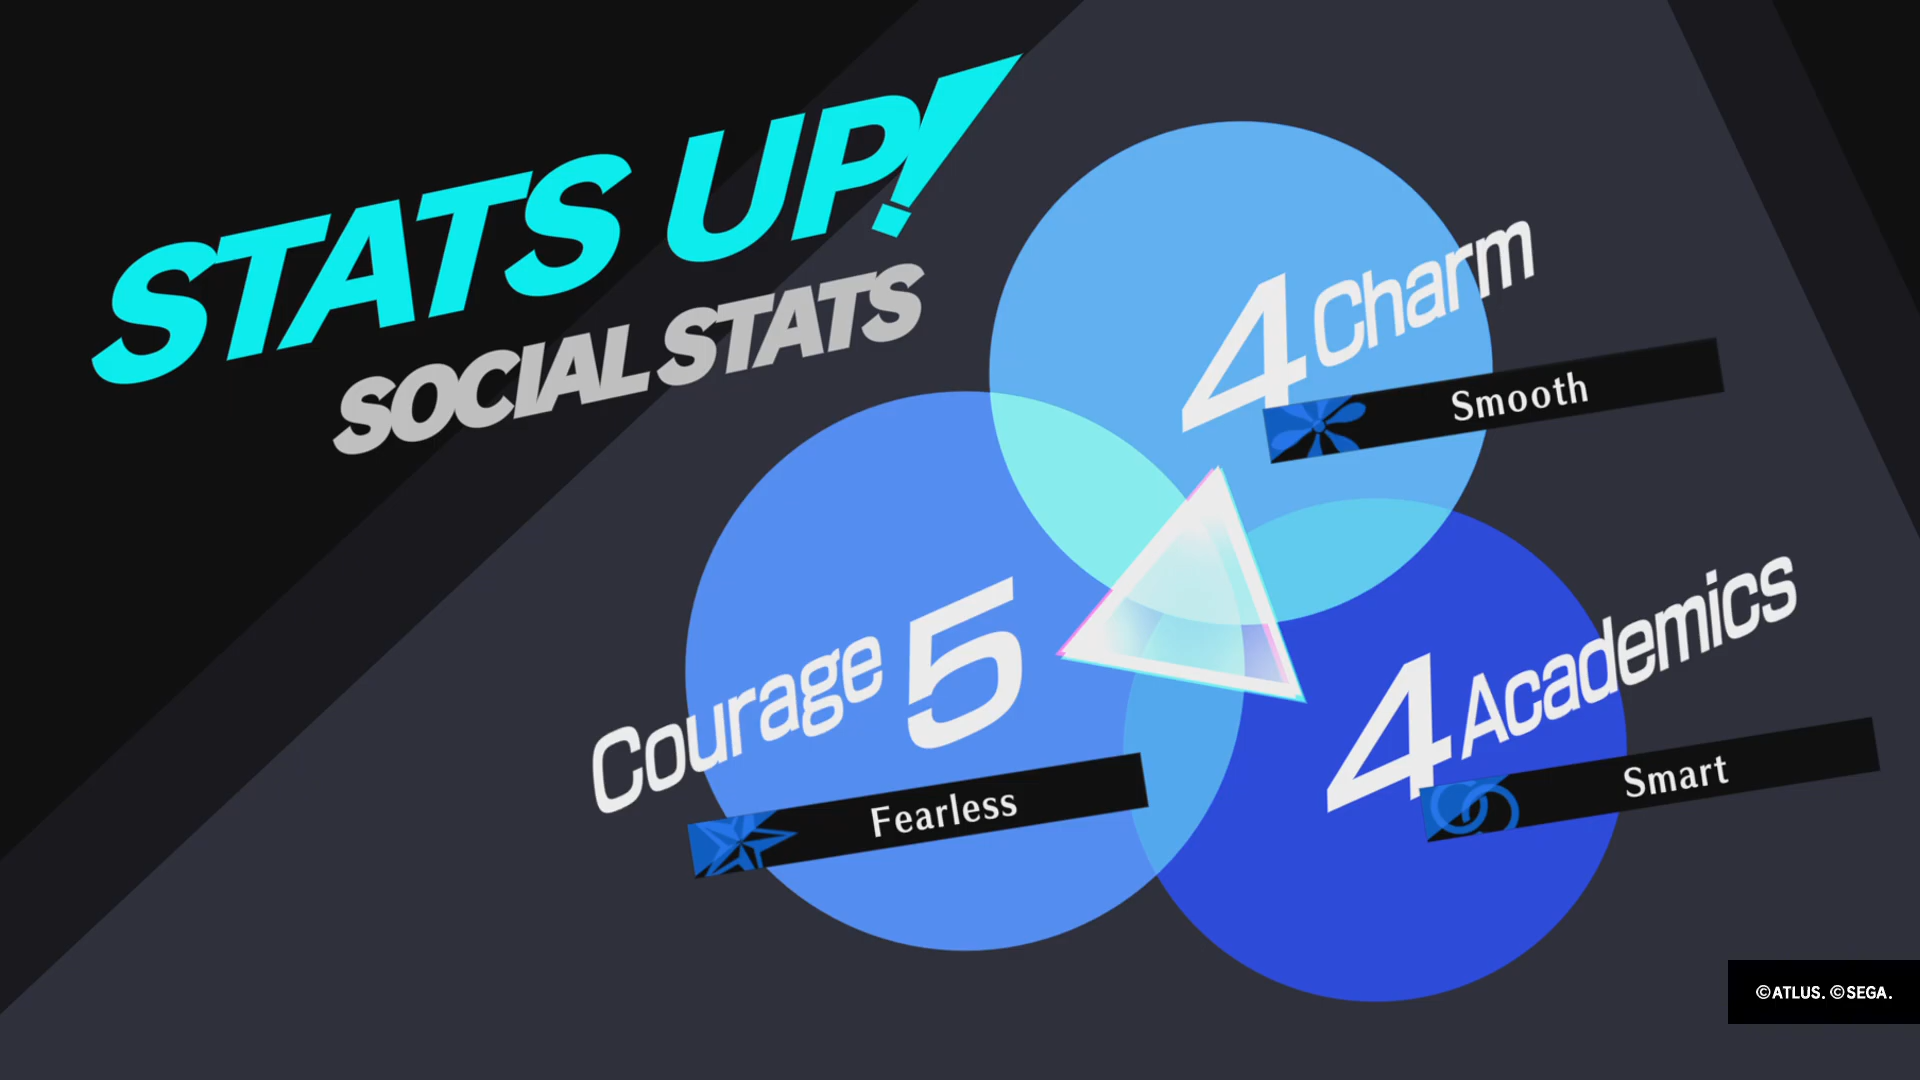 STATS UP!
SOCIAL STATS
4 Charm
Smooth
Courage 5
Fearless
4 Academics
Smart
©ATLUS. ©SEGA.